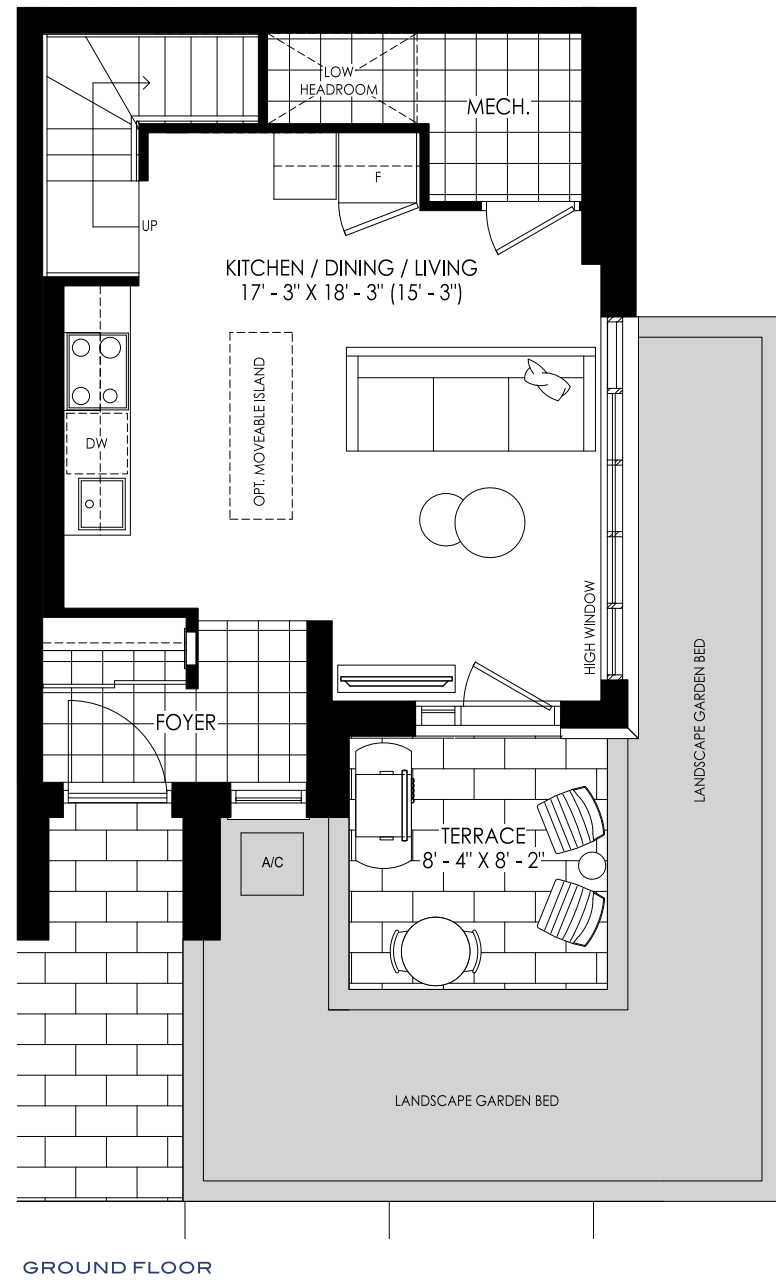 LOW
HEADROOM
MECH.
F
UP
KITCHEN / DINING / LIVING
17' - 3" X 18' - 3" (15' - 3")
OPT. MOVEABLE ISLAND
DW
HIGH WINDOW
LANDSCAPE GARDEN BED
FOYER
TERRACE
8' - 4" X 8' - 2"
A/C
LANDSCAPE GARDEN BED
GROUND FLOOR